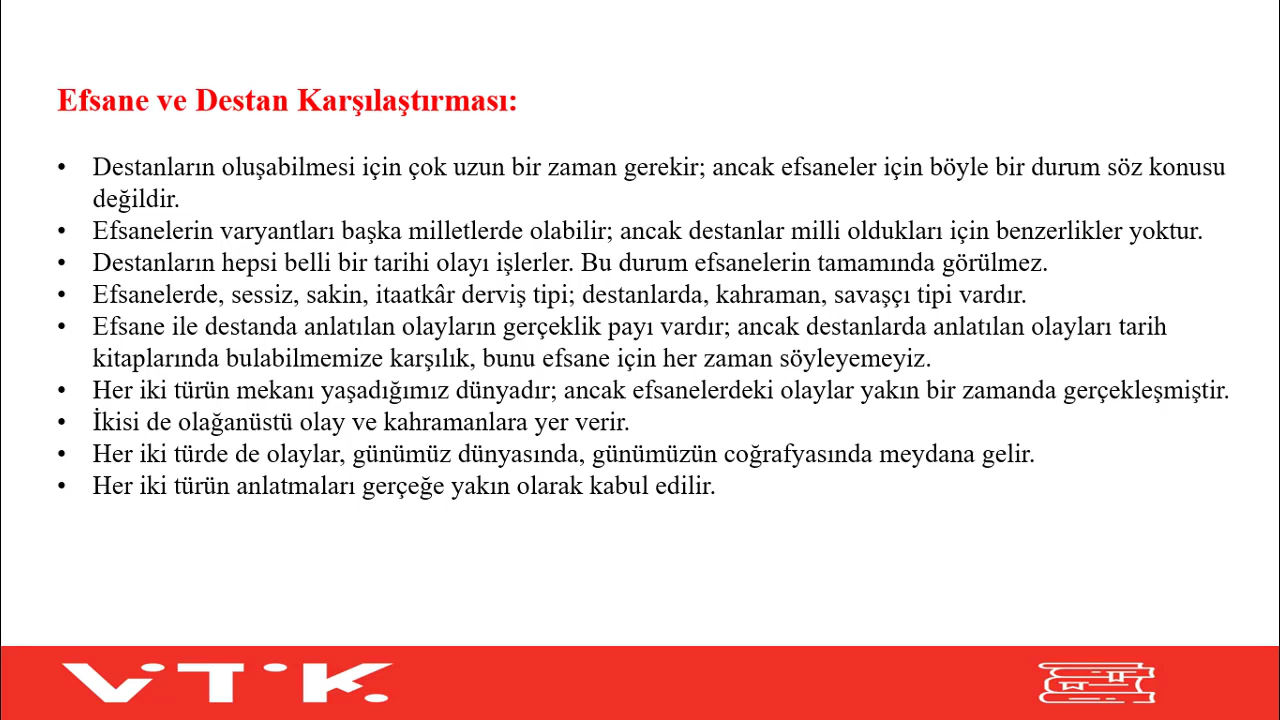 Efsane ve Destan Karşılaştırması:
• Destanların oluşabilmesi için çok uzun bir zaman gerekir; ancak efsaneler için böyle bir durum söz konusu
değildir.
• Efsanelerin varyantları başka milletlerde olabilir; ancak destanlar milli oldukları için benzerlikler yoktur.
• Destanların hepsi belli bir tarihi olayı işlerler. Bu durum efsanelerin tamamında görülmez.
• Efsanelerde, sessiz, sakin, itaatkâr derviş tipi; destanlarda, kahraman, savaşçı tipi vardır.
• Efsane ile destanda anlatılan olayların gerçeklik payı vardır; ancak destanlarda anlatılan olayları tarih
kitaplarında bulabilmemize karşılık, bunu efsane için her zaman söyleyemeyiz.
• Her iki türün mekanı yaşadığımız dünyadır; ancak efsanelerdeki olaylar yakın bir zamanda gerçekleşmiştir.
• İkisi de olağanüstü olay ve kahramanlara yer verir.
• Her iki türde de olaylar, günümüz dünyasında, günümüzün coğrafyasında meydana gelir.
• Her iki türün anlatmaları gerçeğe yakın olarak kabul edilir.
VİTİK